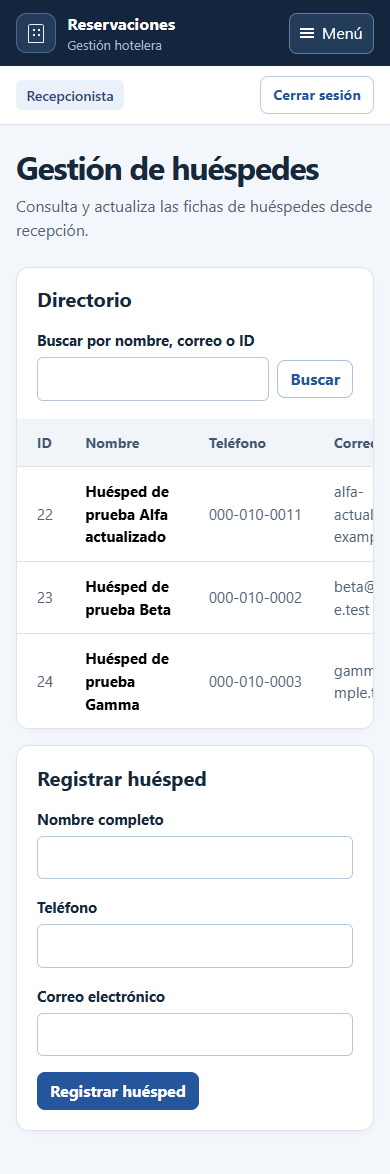 Reservaciones
Gestión hotelera
Menú
Recepcionista
Cerrar sesión
Gestión de huéspedes
Consulta y actualiza las fichas de huéspedes desde
recepción.
Directorio
Buscar por nombre, correo o ID
Buscar
ID Nombre Teléfono
22 Huésped de prueba Alfa actualizado 000-010-0011 alfa-
23 Huésped de prueba Beta 000-010-0002 e.test
24 Huésped de prueba Gamma 000-010-0003
Registrar huésped
Nombre completo
Teléfono
Correo electrónico
Registrar huésped